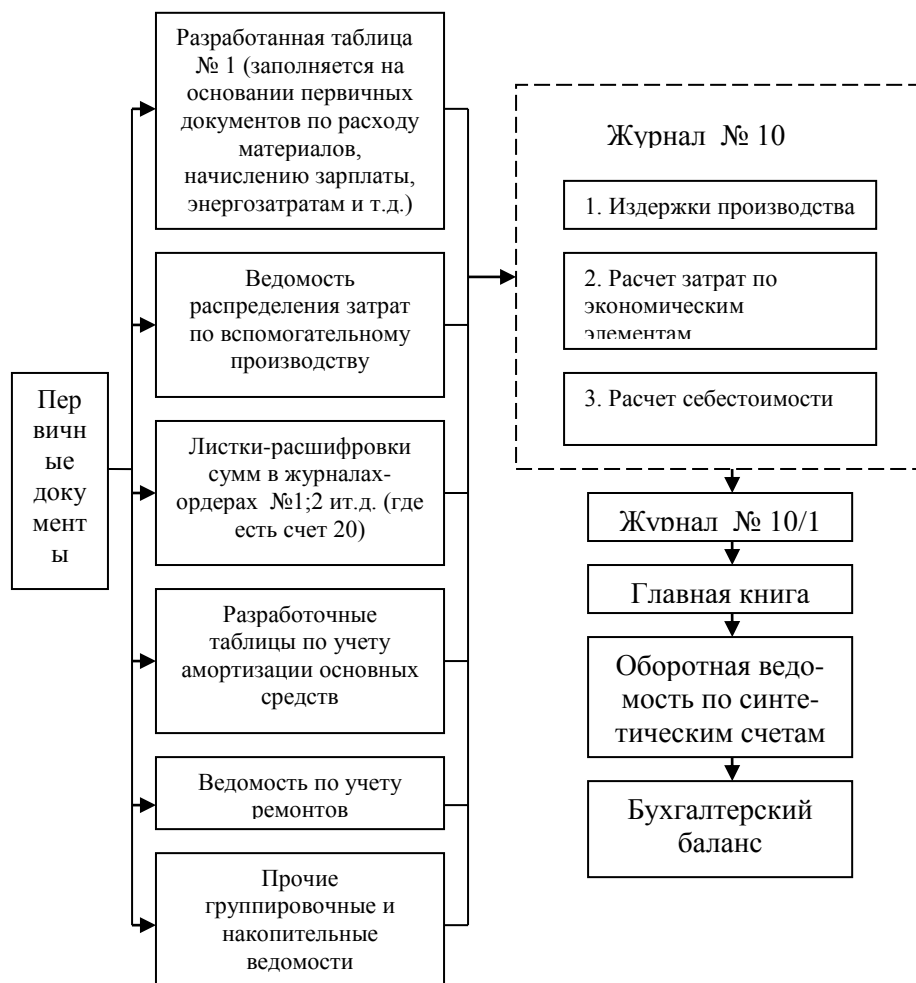 Пер
вичн
ые
доку
мент
ы
Разработанная таблица
№ 1 (заполняется на
основании первичных
документов по расходу
материалов,
начислению зарплаты,
энергозатратам и т.д.)
Ведомость
распределения затрат
по вспомогательному
производству
Листки-расшифровки
сумм в журналах-
ордерах №1;2 ит.д. (где
есть счет 20)
Разработочные
таблицы по учету
амортизации основных
средств
Ведомость по учету
ремонтов
Прочие
группировочные и
накопительные
ведомости
Журнал № 10
1. Издержки производства
2. Расчет затрат по
экономическим
элементам
3. Расчет себестоимости
Журнал № 10/1
Главная книга
Оборотная ведо-
мость по синте-
тическим счетам
Бухгалтерский
баланс